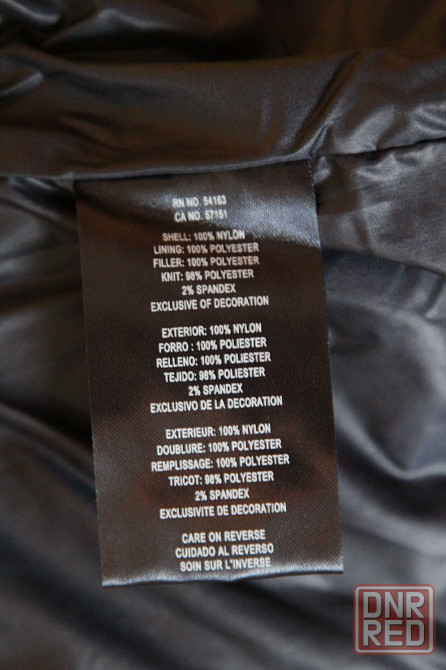 RN NO. 54163
CA NO. 57151
SHELL: 100% NYLON
LINING: 100% POLYESTER
FILLER: 100% POLYESTER
KNIT: 98% POLYESTER
2% SPANDEX
EXCLUSIVE OF DECORATION
EXTERIOR: 100% NYLON
FORRO : 100% POLIESTER
RELLENO: 100% POLIESTER
TEJIDO: 98% POLIESTER
2% SPANDEX
EXCLUSIVO DE LA DECORATION
EXTERIEUR: 100% NYLON
DOUBLURE: 100% POLYESTER
REMPLISSAGE: 100% POLYESTER
TRICOT: 98% POLYESTER
2% SPANDEX
EXCLUSIVITE DE DECORATION
CARE ON REVERSE
CUIDADO AL REVERSO
SOIN SUR L'INVERSE
DNR
RED